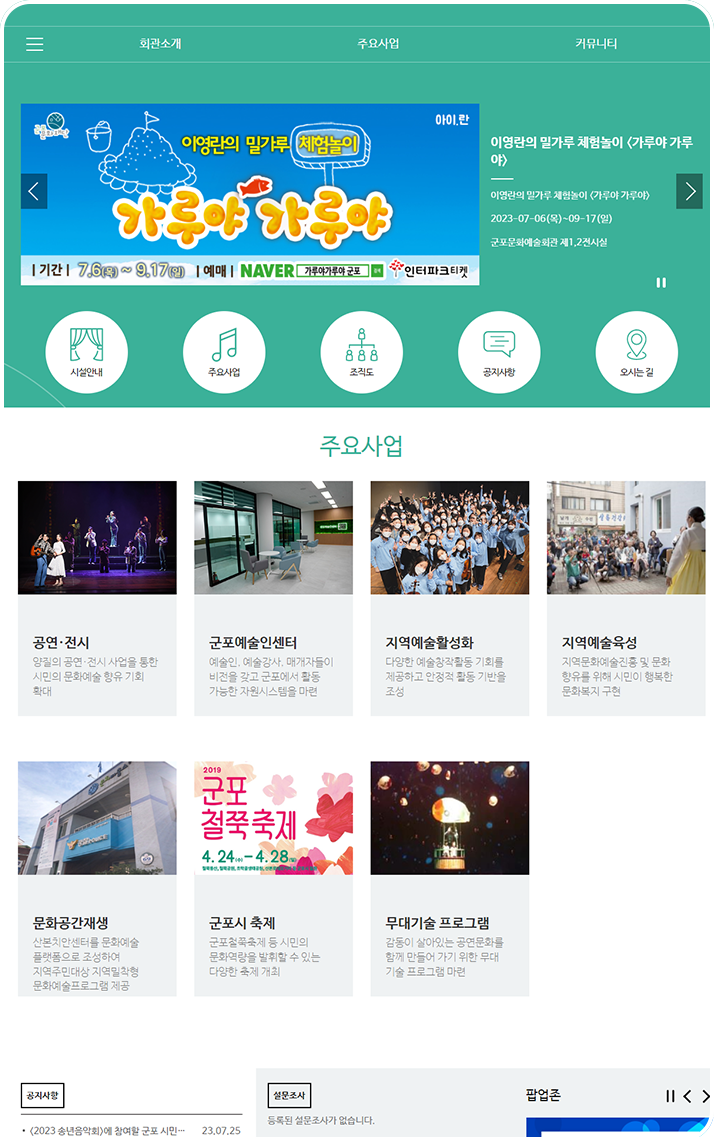 회관소개
주요사업
커뮤니티
아이.란
이영란의 밀가루 체험놀이
가루야 가루야
| 기간 | 7.6(목) ~ 9.17(일) | 예매 | NAVER 가루야가루야 군포 인터파크티켓
이영란의 밀가루 체험놀이 <가루야 가루
야>
이영란의 밀가루 체험놀이 <가루야 가루야>
2023-07-06(목)~09-17(일)
군포문화예술회관 제1,2전시실
시설안내
주요사업
조직도
공지사항
오시는 길
주요사업
공연·전시
양질의 공연·전시 사업을 통한
시민의 문화예술 향유 기회
확대
군포예술인센터
예술인, 예술강사, 매개자들이
비전을 갖고 군포에서 활동
가능한 자원시스템을 마련
지역예술활성화
다양한 예술창작활동 기회를
제공하고 안정적 활동 기반을
조성
지역예술육성
지역문화예술진흥 및 문화
향유를 위해 시민이 행복한
문화복지 구현
문화공간재생
산본치안센터를 문화예술
플랫폼으로 조성하여
지역주민대상 지역밀착형
문화예술프로그램 제공
2019
군포
철쭉축제
4.24(수) – 4.28(일)
군포시 축제
군포철쭉축제 등 시민의
문화역량을 발휘할 수 있는
다양한 축제 개최
무대기술 프로그램
감동이 살아있는 공연문화를
함께 만들어 가기 위한 무대
기술 프로그램 마련
공지사항
• <2023 송년음악회>에 참여할 군포 시민… 23,07,25
설문조사
등록된 설문조사가 없습니다.
팝업존